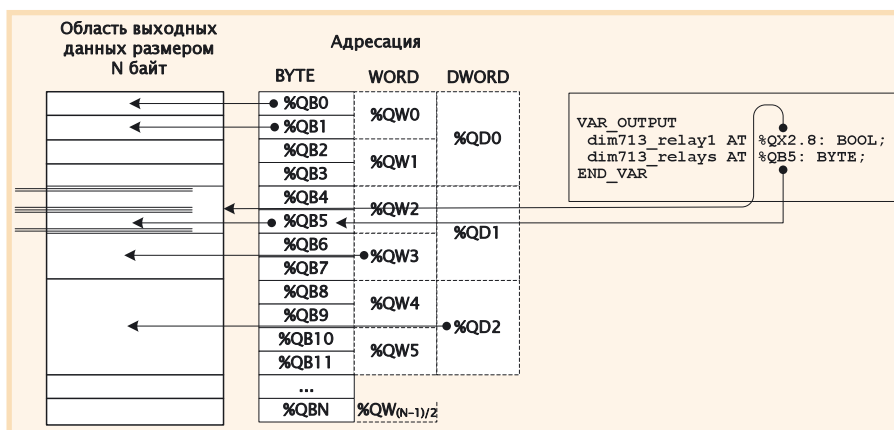 Область выходных
данных размером
N байт
Адресация
BYTE WORD DWORD
%QB0
%QB1
%QB2
%QB3
%QB4
%QB5
%QB6
%QB7
%QB8
%QB9
%QB10
%QB11
...
%QBN
%QW0
%QW1
%QW2
%QW3
%QW4
%QW5
%QW(N–1)/2
%QD0
%QD1
%QD2
VAR_OUTPUT
dim713_relay1 AT %QX2.8: BOOL;
dim713_relays AT %QB5: BYTE;
END_VAR